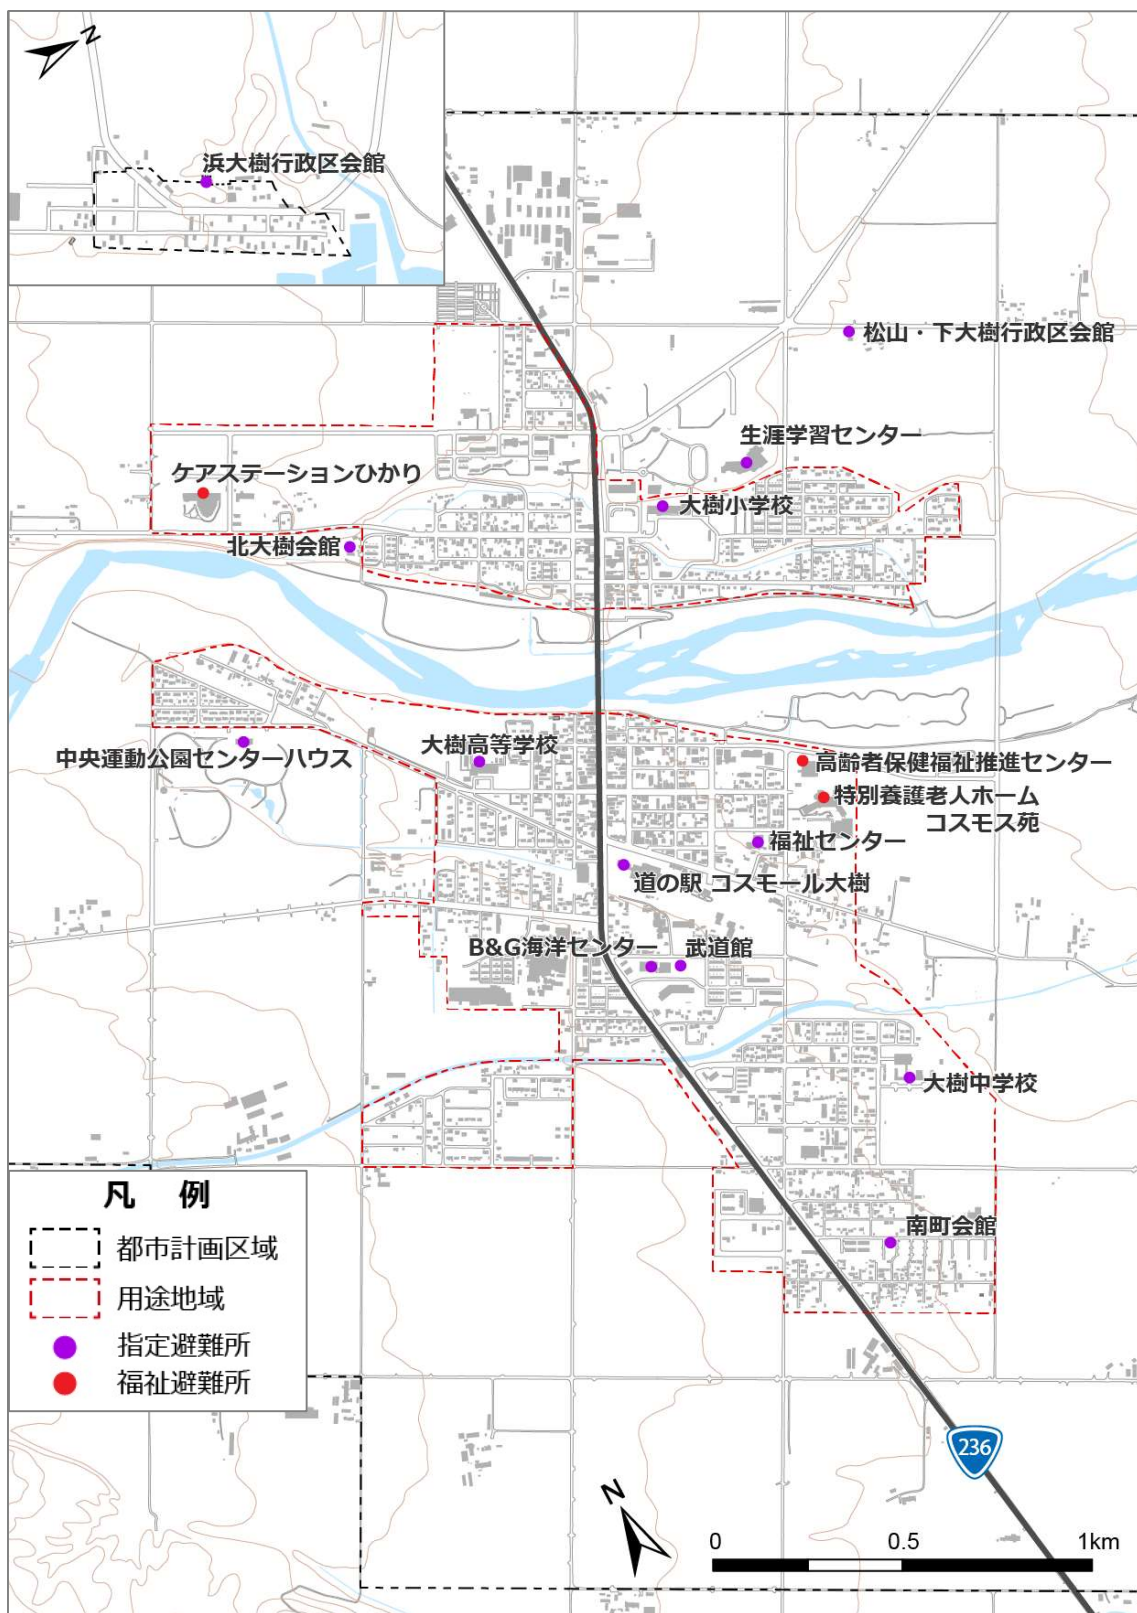 N
浜大樹行政区会館
松山・下大樹行政区会館
生涯学習センター
ケアステーションひかり
大樹小学校
北大樹会館
大樹高等学校
中央運動公園センターハウス
高齢者保健福祉推進センター
特別養護老人ホーム
コスモス苑
福祉センター
道の駅 コスモール大樹
B&G海洋センター
武道館
大樹中学校
南町会館
凡 例
都市計画区域
用途地域
指定避難所
福祉避難所
236
N
0 0.5 1km